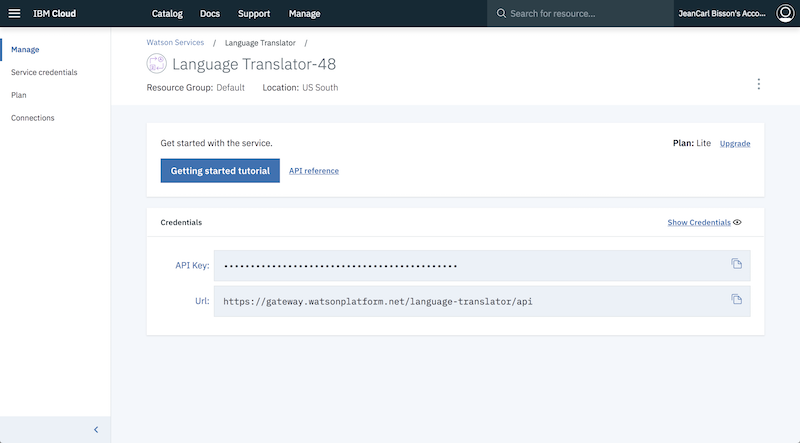 IBM Cloud Catalog Docs Support Manage Search for resource... JeanCarl Bisson's Acco...
Manage
Service credentials
Plan
Connections
Watson Services / Language Translator /
Language Translator-48
Resource Group: Default Location: US South
Get started with the service.
Plan: Lite Upgrade
Getting started tutorial API reference
Credentials Show Credentials
API Key: ••••••••••••••••••••••••••••••••••••••••••••
Url: https://gateway.watsonplatform.net/language-translator/api